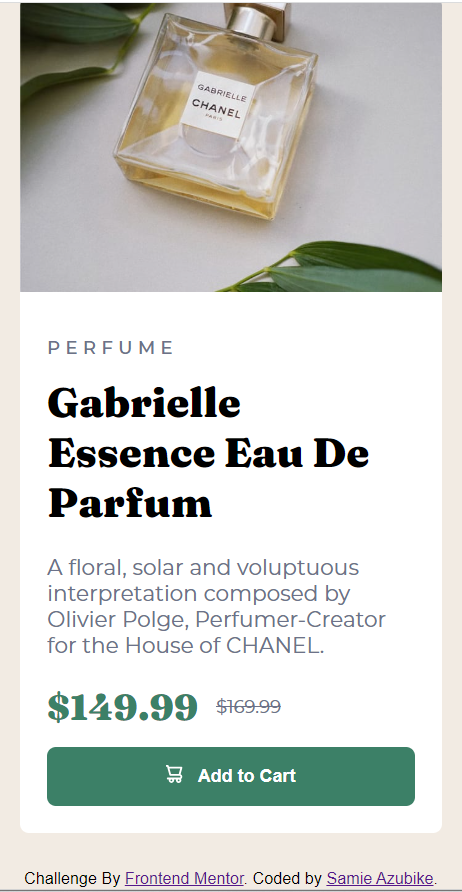 GABRIELLE
CHANEL
PARIS
PERFUME
Gabrielle
Essence Eau De
Parfum
A floral, solar and voluptuous
interpretation composed by
Olivier Polge, Perfumer-Creator
for the House of CHANEL.
$149.99 $169.99
Add to Cart
Challenge By Frontend Mentor. Coded by Samie Azubike.